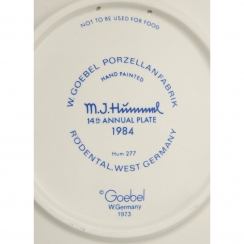 NOT TO BE USED FOR FOOD
W. GOEBEL PORZELLANFABRIK
HAND PAINTED
M.J.Hümmel
14th ANNUAL PLATE
1984
Hum 277
RODENTAL, WEST GERMANY
© Goebel
W.Germany
1973